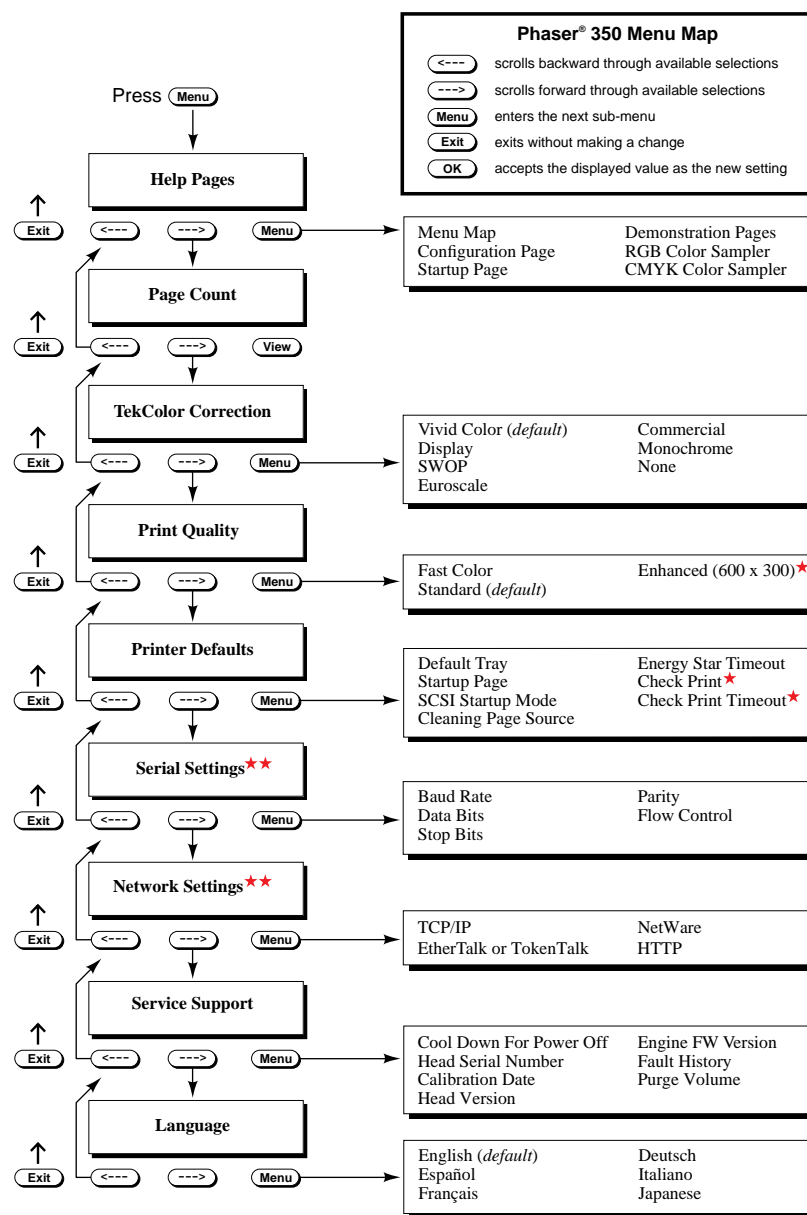 Phaser® 350 Menu Map
<--- scrolls backward through available selections
---> scrolls forward through available selections
Menu enters the next sub-menu
Exit exits without making a change
OK accepts the displayed value as the new setting
Press Menu
Help Pages
Exit <--- ---> Menu
Menu Map Demonstration Pages
Configuration Page RGB Color Sampler
Startup Page CMYK Color Sampler
Page Count
Exit <--- ---> View
TekColor Correction
Exit <--- ---> Menu
Vivid Color (default) Commercial
Display Monochrome
SWOP None
Euroscale
Print Quality
Exit <--- ---> Menu
Fast Color Enhanced (600 x 300)★
Standard (default)
Printer Defaults
Exit <--- ---> Menu
Default Tray Energy Star Timeout
Startup Page Check Print★
SCSI Startup Mode Check Print Timeout★
Cleaning Page Source
Serial Settings★★
Exit <--- ---> Menu
Baud Rate Parity
Data Bits Flow Control
Stop Bits
Network Settings★★
Exit <--- ---> Menu
TCP/IP NetWare
EtherTalk or TokenTalk HTTP
Service Support
Exit <--- ---> Menu
Cool Down For Power Off Engine FW Version
Head Serial Number Fault History
Calibration Date Purge Volume
Head Version
Language
Exit <--- ---> Menu
English (default) Deutsch
Español Italiano
Français Japanese